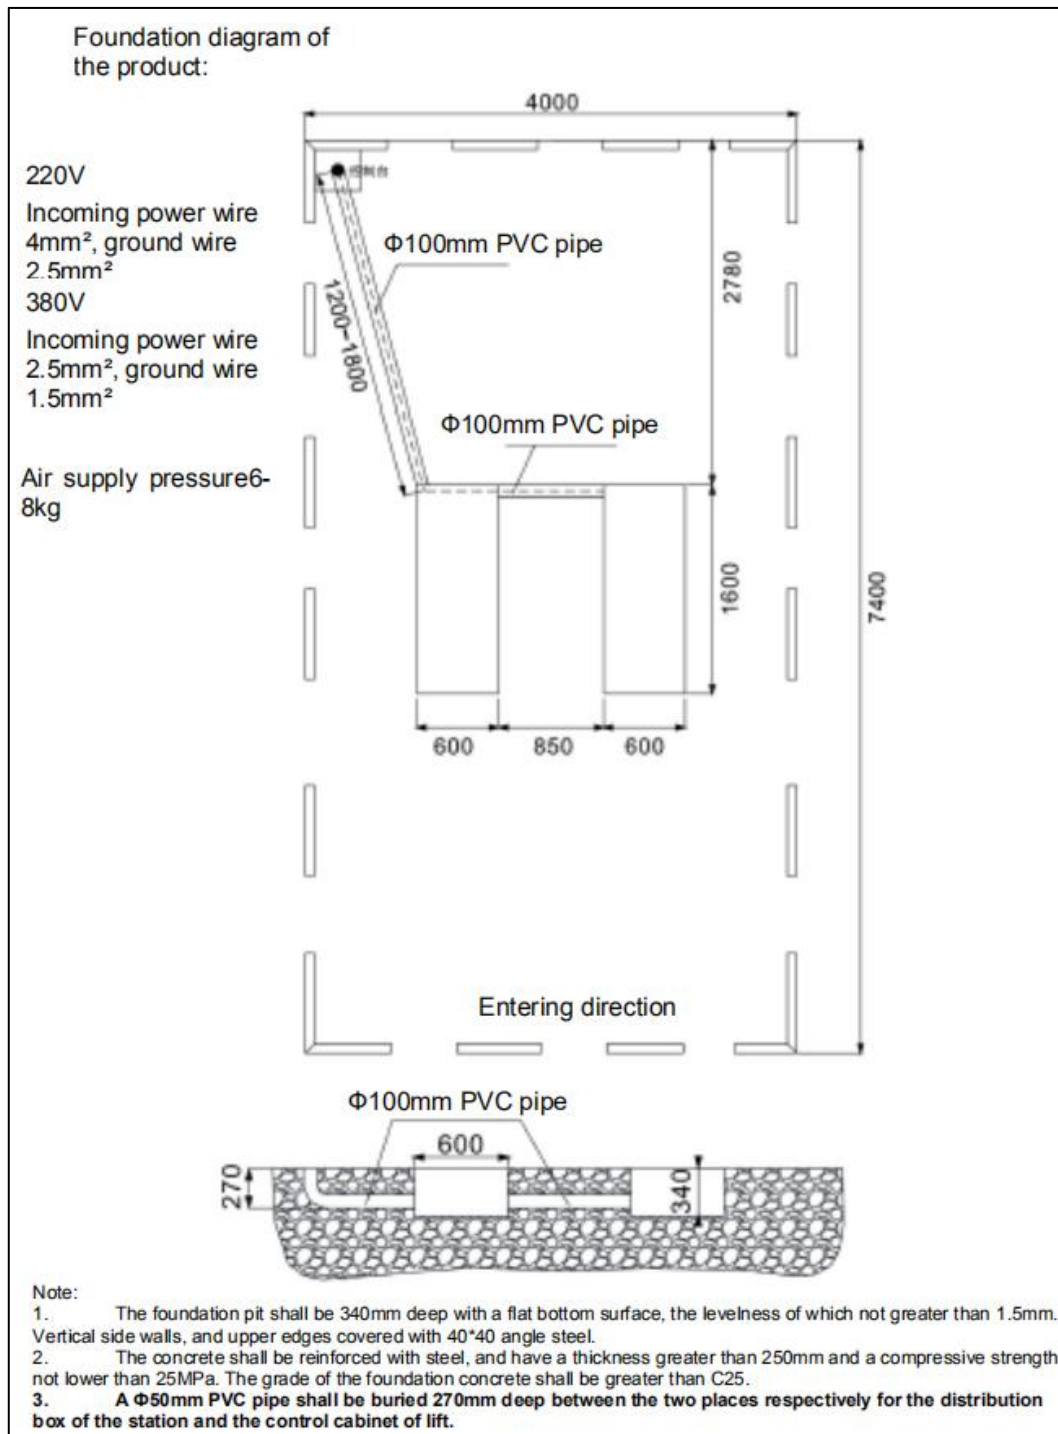 Foundation diagram of
the product:
4000
220V
Incoming power wire
4mm², ground wire
2.5mm²
380V
Incoming power wire
2.5mm², ground wire
1.5mm²
Air supply pressure6-
8kg
控制台
Φ100mm PVC pipe
1200~1800
2780
Φ100mm PVC pipe
1600
7400
600
850
600
Entering direction
Φ100mm PVC pipe
600
270
340
Note:
1. The foundation pit shall be 340mm deep with a flat bottom surface, the levelness of which not greater than 1.5mm.
Vertical side walls, and upper edges covered with 40*40 angle steel.
2. The concrete shall be reinforced with steel, and have a thickness greater than 250mm and a compressive strength
not lower than 25MPa. The grade of the foundation concrete shall be greater than C25.
3. A Φ50mm PVC pipe shall be buried 270mm deep between the two places respectively for the distribution
box of the station and the control cabinet of lift.